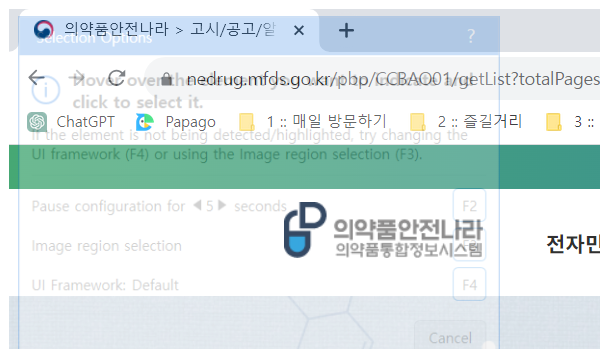 의약품안전나라 > 고시/공고/알
Selection Options
?
Hover over the element you want to indicate and
click to select it.
nedrug.mfds.go.kr/pbp/CCBAO01/getList?totalPages
ChatGPT
Papago
1 :: 매일 방문하기
2 :: 즐길거리
3 ::
If the element is not being detected/highlighted, try changing the
UI framework (F4) or using the Image region selection (F3).
Pause configuration for
5
seconds
F2
의약품안전나라
의약품통합정보시스템
전자민
Image region selection
UI Framework: Default
F4
Cancel